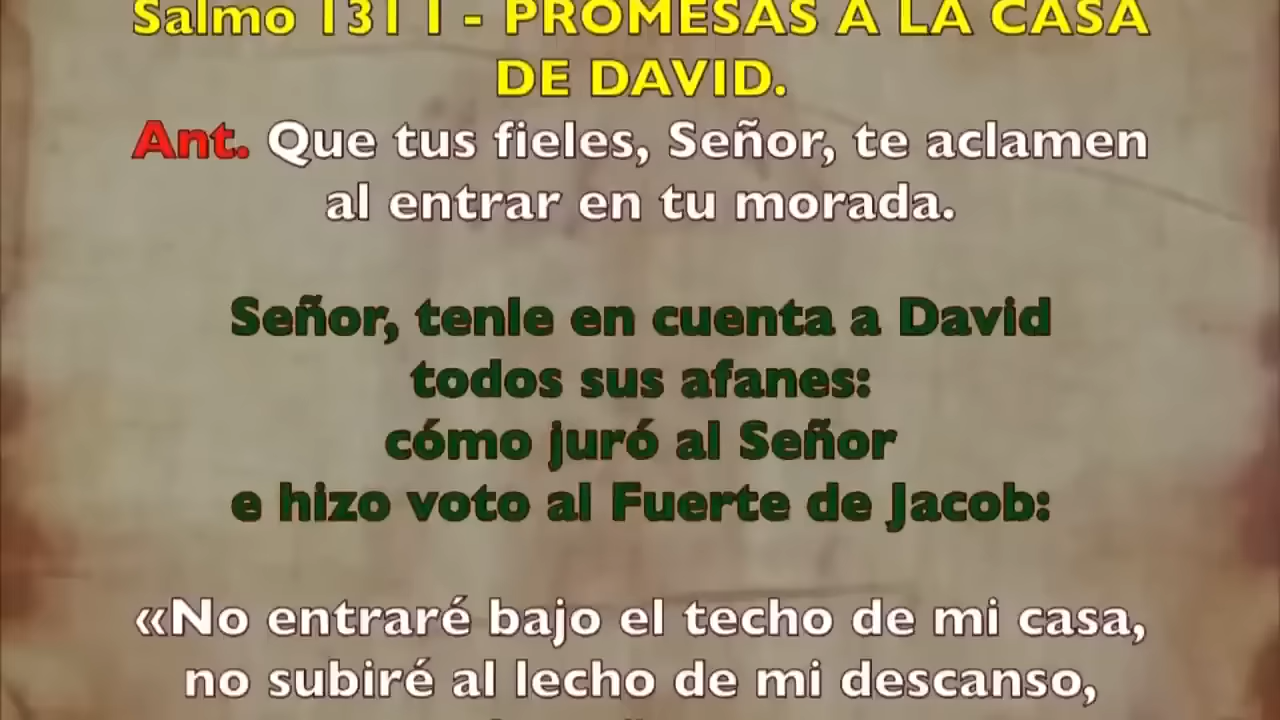 Salmo 131 I - PROMESAS A LA CASA
DE DAVID.
Ant. Que tus fieles, Señor, te aclamen
al entrar en tu morada.
Señor, tenle en cuenta a David
todos sus afanes:
cómo juró al Señor
e hizo voto al Fuerte de Jacob:
«No entraré bajo el techo de mi casa,
no subiré al lecho de mi descanso,